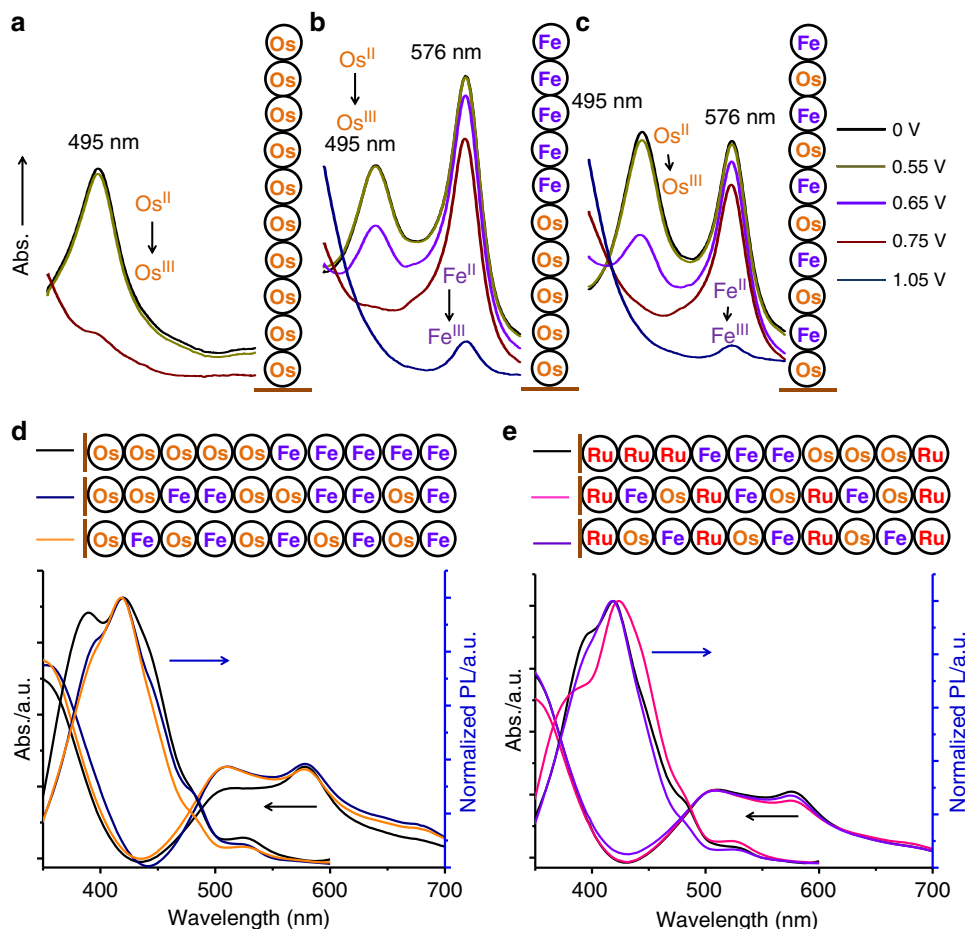 a
495 nm
Os^II
Os^III
Abs.
Os
Os
Os
Os
Os
Os
Os
Os
Os
Os
b
Os^II
Os^III
495 nm
576 nm
Fe^II
Fe^III
Fe
Fe
Fe
Fe
Fe
Os
Os
Os
Os
Os
c
495 nm
Os^II
Os^III
576 nm
Fe^II
Fe^III
Fe
Os
Fe
Os
Fe
Os
Fe
Os
Fe
Os
0 V
0.55 V
0.65 V
0.75 V
1.05 V
d
Os Os Os Os Os Fe Fe Fe Fe Fe
Os Os Fe Fe Os Os Fe Fe Os Fe
Os Fe Os Fe Os Fe Os Fe Os Fe
Abs./a.u.
Normalized PL/a.u.
400 500 600 700
Wavelength (nm)
e
Ru Ru Ru Fe Fe Fe Os Os Os Ru
Ru Fe Os Ru Fe Os Ru Fe Os Ru
Ru Os Fe Ru Os Fe Ru Os Fe Ru
Abs./a.u.
Normalized PL/a.u.
400 500 600 700
Wavelength (nm)